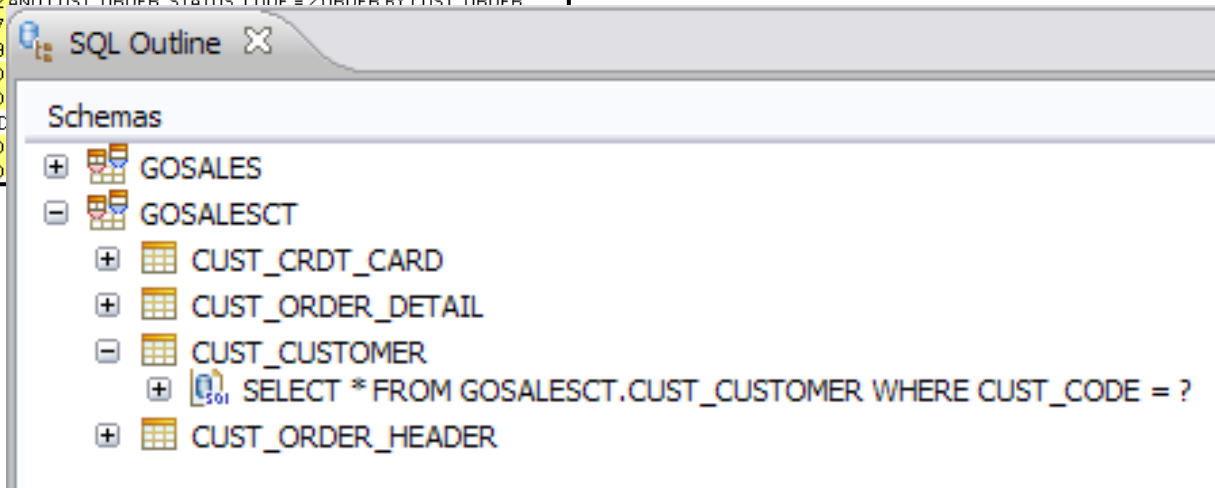 SQL Outline
Schemas
GOSALES
GOSALESCT
CUST_CRDT_CARD
CUST_ORDER_DETAIL
CUST_CUSTOMER
SELECT * FROM GOSALESCT.CUST_CUSTOMER WHERE CUST_CODE = ?
CUST_ORDER_HEADER